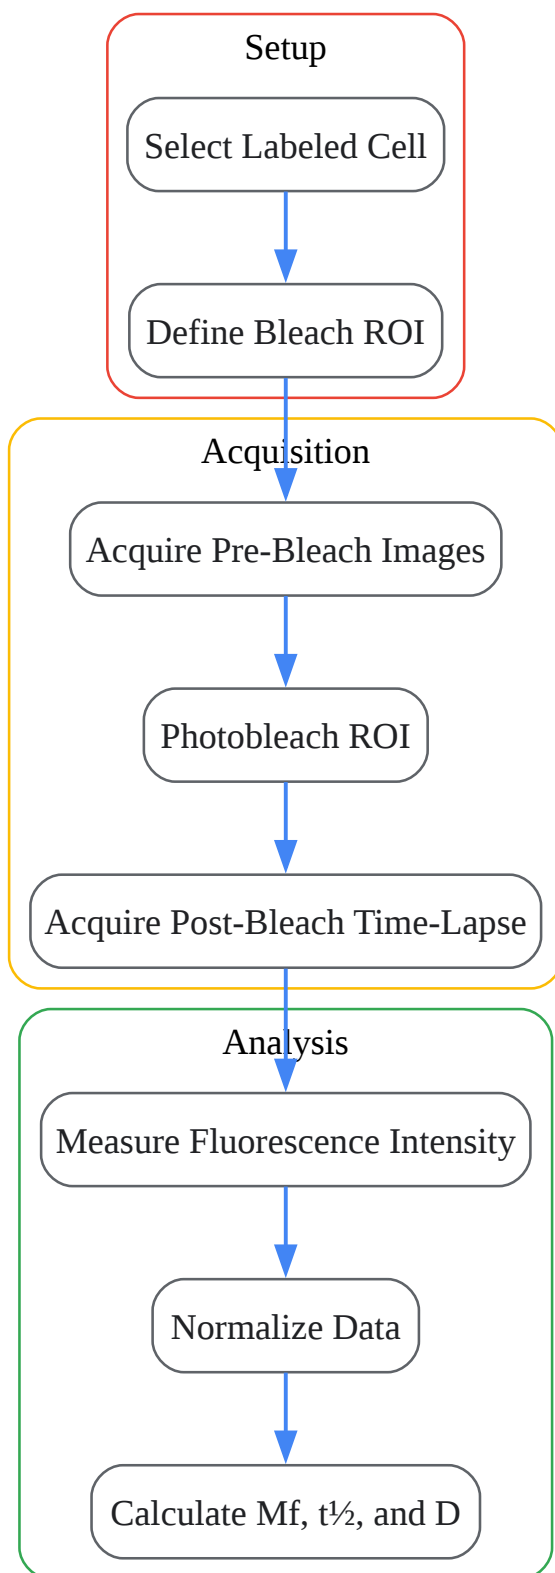 Setup
Select Labeled Cell
Define Bleach ROI
Acquisition
Acquire Pre-Bleach Images
Photobleach ROI
Acquire Post-Bleach Time-Lapse
Analysis
Measure Fluorescence Intensity
Normalize Data
Calculate Mf, t½, and D